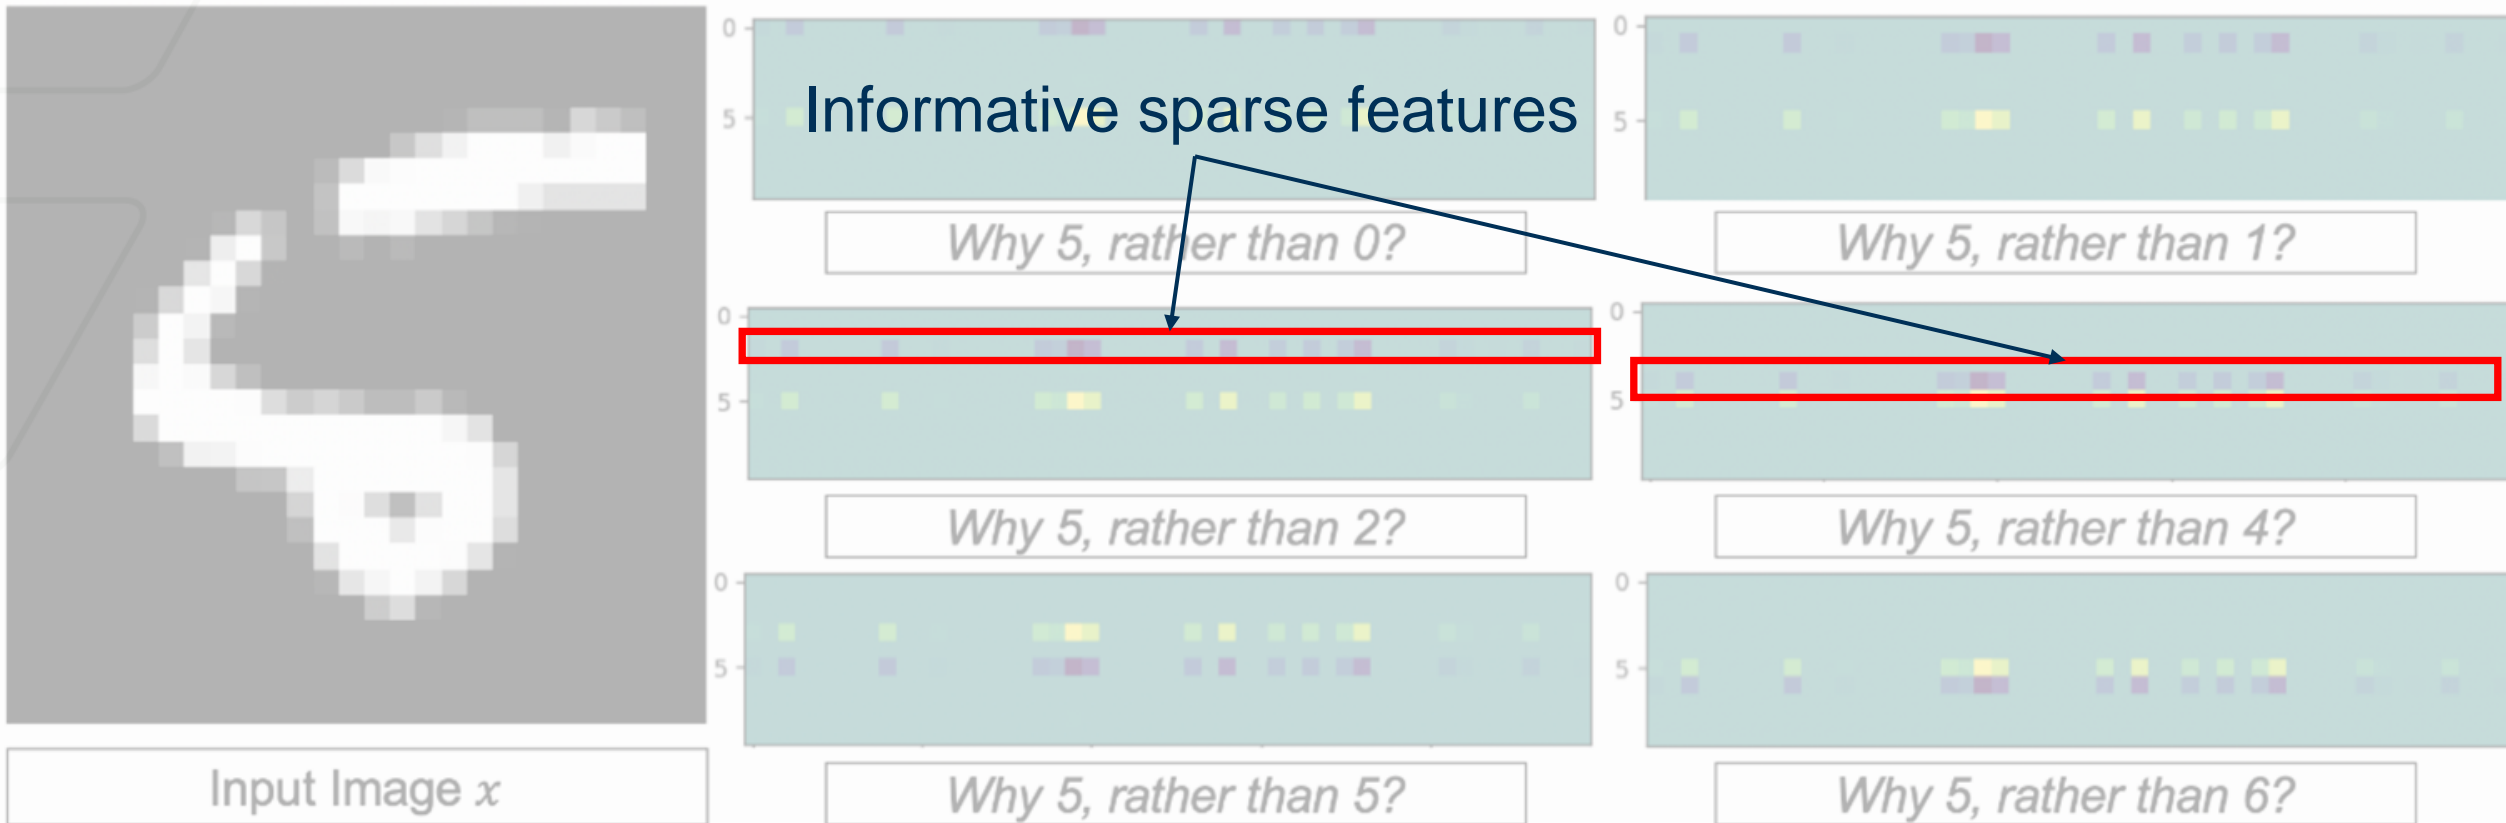 0
0
Informative sparse features
5
5
Why 5, rather than 0?
Why 5, rather than 1?
0
0
5
5
Why 5, rather than 2?
Why 5, rather than 4?
0
0
5
5
Input Image x
Why 5, rather than 5?
Why 5, rather than 6?